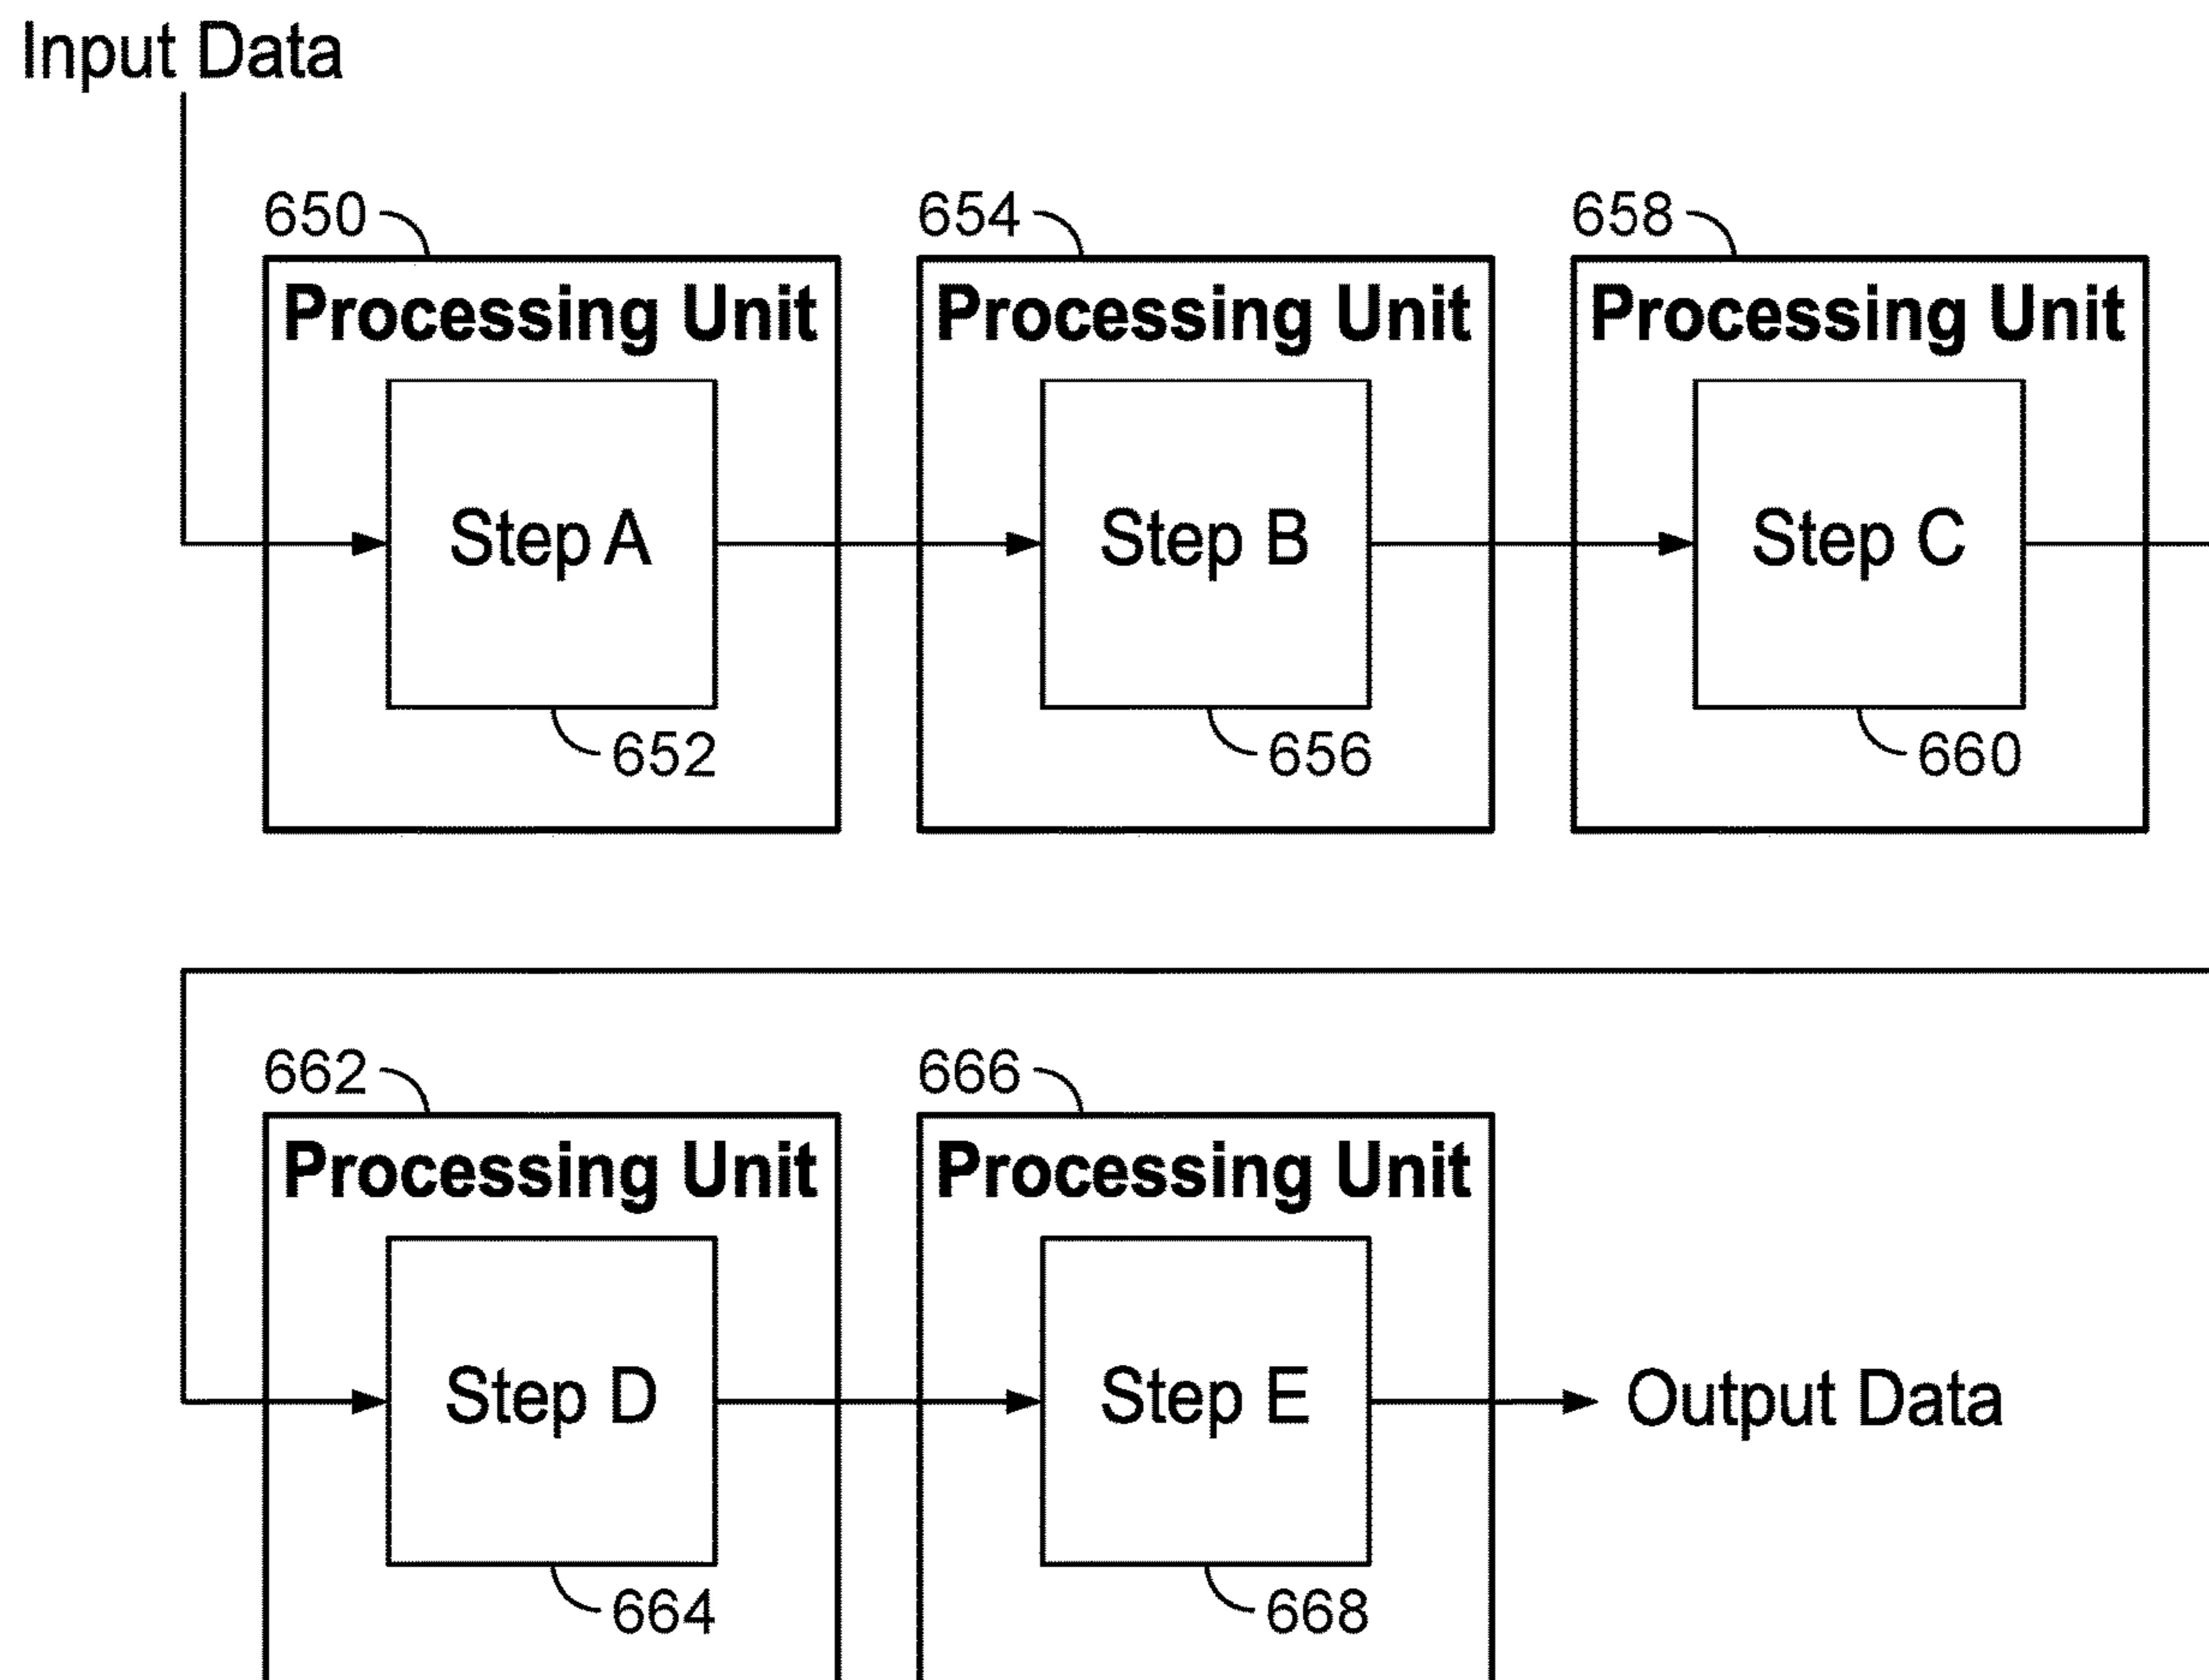 Input Data
650
654
658
Processing Unit
Processing Unit
Processing Unit
Step A
Step B
Step C
652
656
660
662
666
Processing Unit
Processing Unit
Step D
Step E
Output Data
664
668